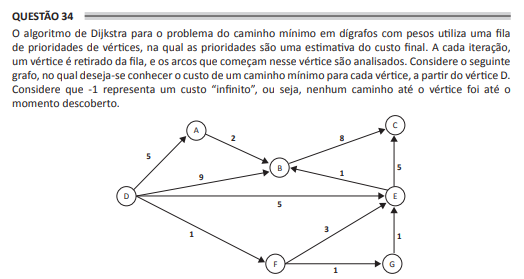 QUESTÃO 34
O algoritmo de Dijkstra para o problema do caminho mínimo em dígrafos com pesos utiliza uma fila
de prioridades de vértices, na qual as prioridades são uma estimativa do custo final. A cada iteração,
um vértice é retirado da fila, e os arcos que começam nesse vértice são analisados. Considere o seguinte
grafo, no qual deseja-se conhecer o custo de um caminho mínimo para cada vértice, a partir do vértice D.
Considere que -1 representa um custo “infinito”, ou seja, nenhum caminho até o vértice foi até o
momento descoberto.
C
A
2
8
5
B
1
9
5
D
E
5
1
3
1
F
G
1